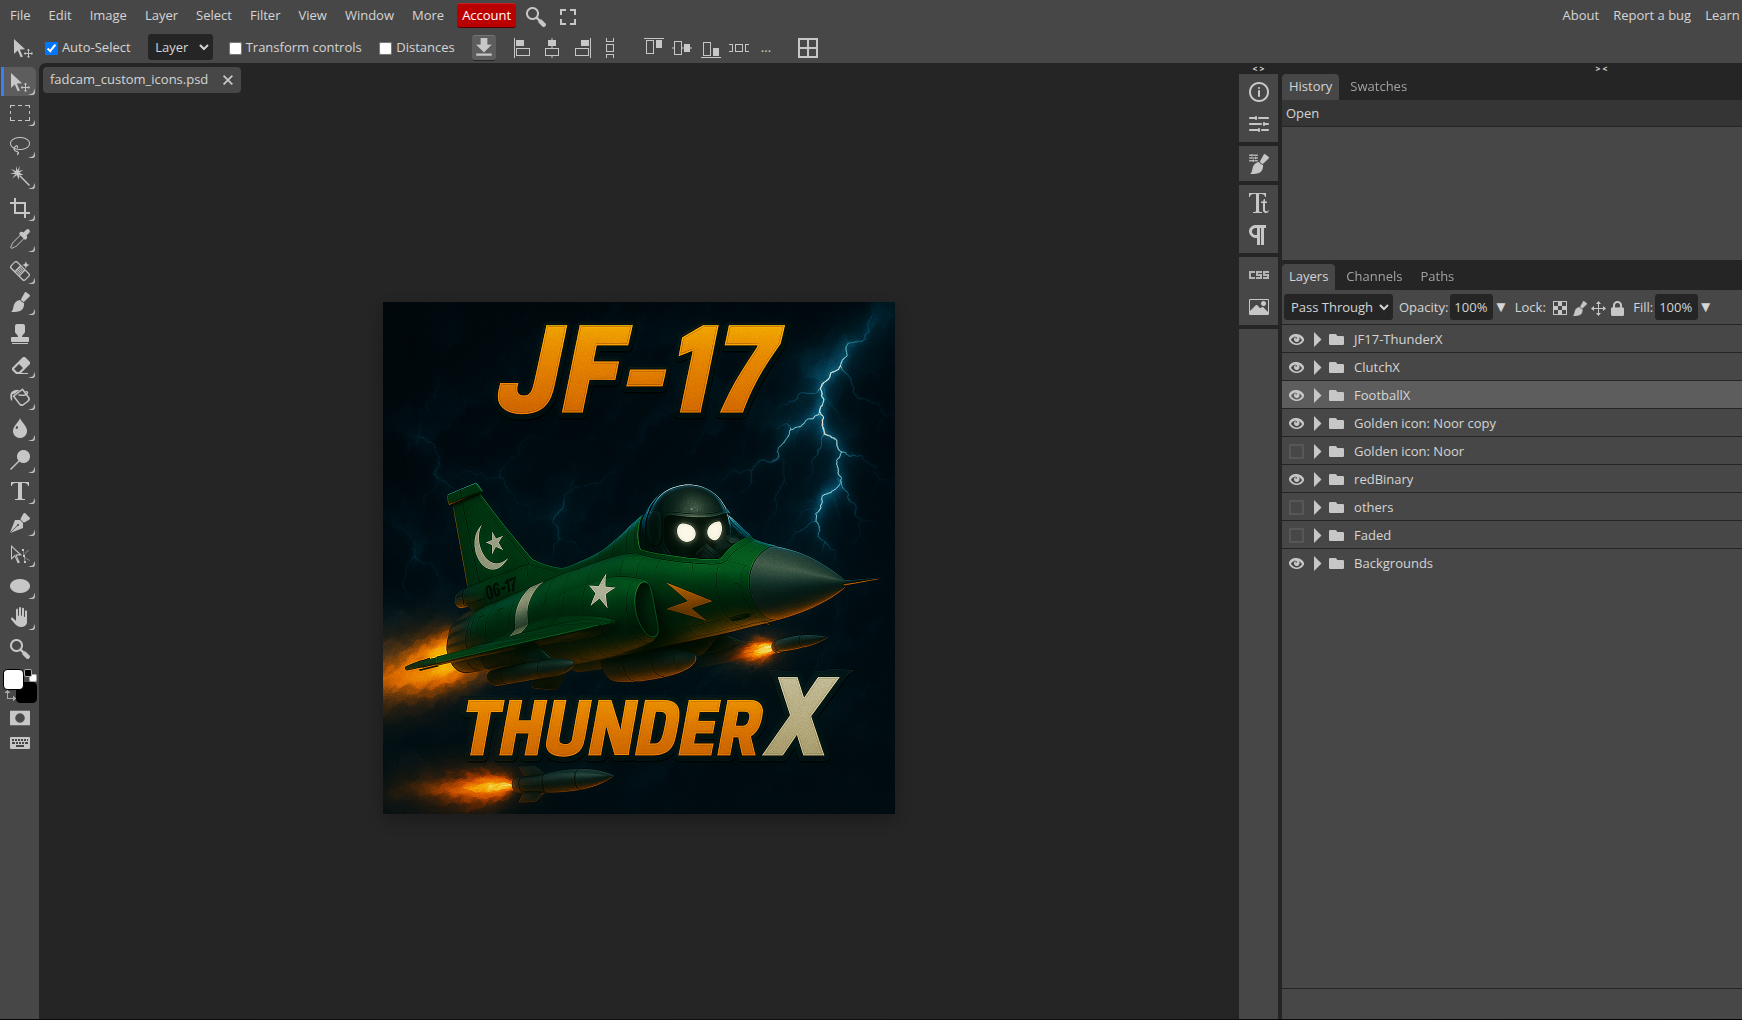 File Edit Image Layer Select Filter View Window More Account About Report a bug Learn
Auto-Select Layer Transform controls Distances ...
fadcam_custom_icons.psd
History Swatches
Open
Tt
CSS
Layers Channels Paths
Pass Through Opacity: 100% Lock: Fill: 100%
JF17-ThunderX
ClutchX
FootballX
Golden icon: Noor copy
Golden icon: Noor
redBinary
others
Faded
Backgrounds
JF-17
06-17
THUNDERX